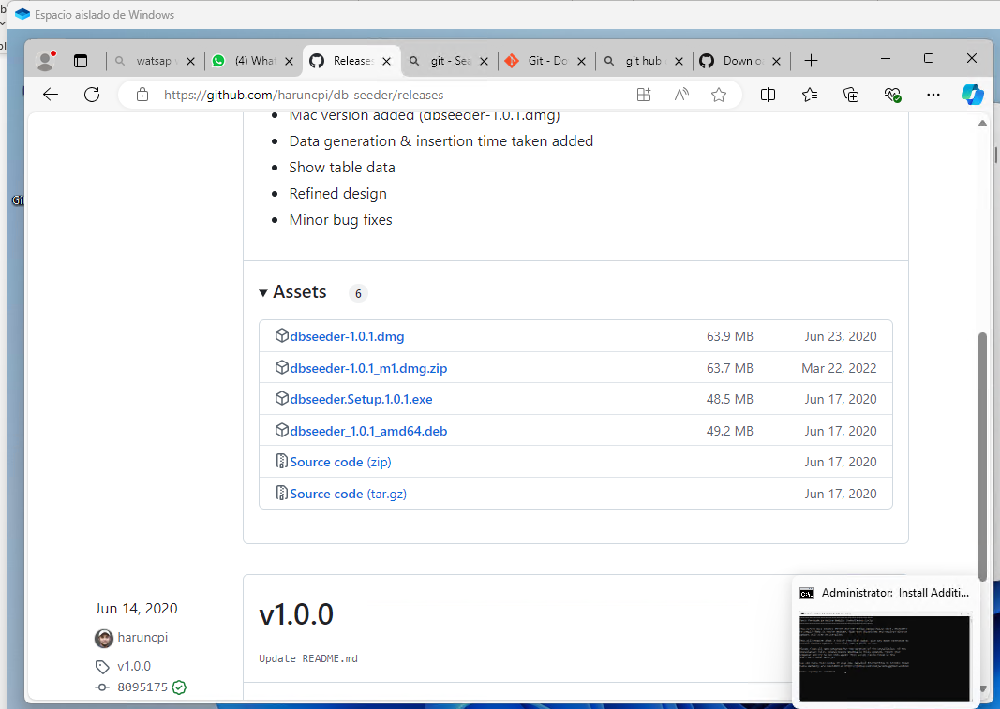 Espacio aislado de Windows
watsap
(4) What
Releases
git - Sea
Git - Do
git hub
Downlo
https://github.com/haruncpi/db-seeder/releases
Mac version added (dbseeder-1.0.1.dmg)
Data generation & insertion time taken added
Show table data
Git
Refined design
Minor bug fixes
Assets 6
dbseeder-1.0.1.dmg 63.9 MB Jun 23, 2020
dbseeder-1.0.1_m1.dmg.zip 63.7 MB Mar 22, 2022
dbseeder.Setup.1.0.1.exe 48.5 MB Jun 17, 2020
dbseeder_1.0.1_amd64.deb 49.2 MB Jun 17, 2020
Source code (zip) Jun 17, 2020
Source code (tar.gz) Jun 17, 2020
Jun 14, 2020
haruncpi
v1.0.0
8095175
v1.0.0
Update README.md
Administrator: Install Additi...